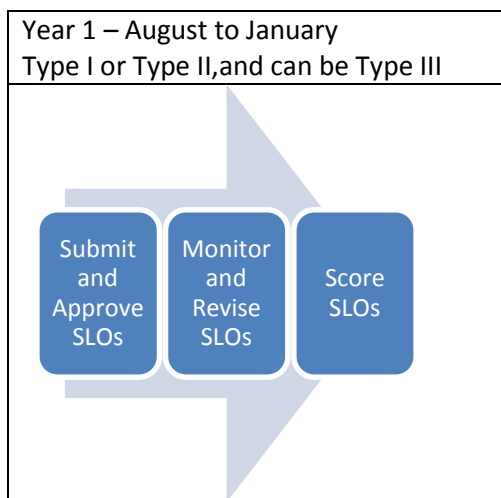 Year 1 – August to January
Type I or Type II,and can be Type III
Submit
and
Approve
SLOs
Monitor
and
Revise
SLOs
Score
SLOs